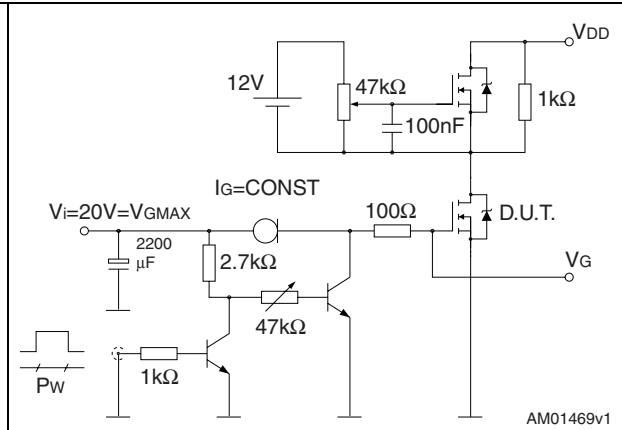 VDD
12V
47kΩ
1kΩ
100nF
IG=CONST
Vi=20V=VGMAX
100Ω
D.U.T.
2200
μF
2.7kΩ
VG
47kΩ
1kΩ
PW
AM01469v1